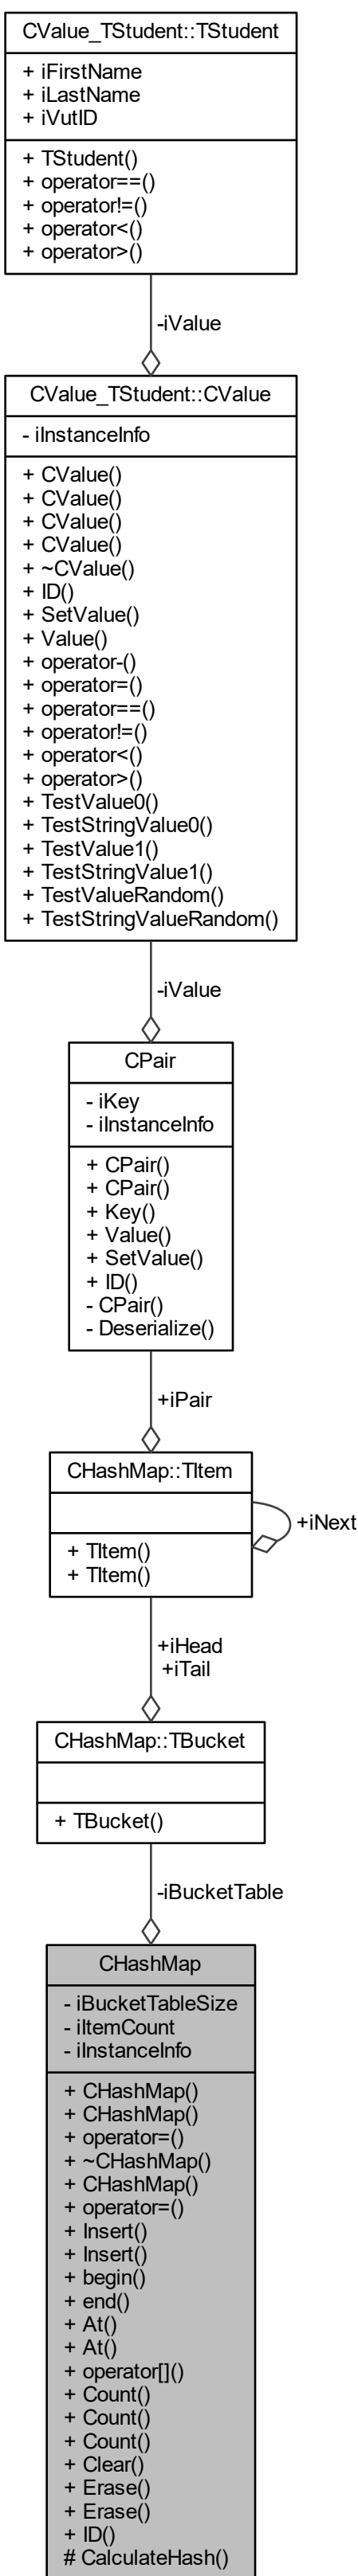 CValue_TStudent::TStudent
+ iFirstName
+ iLastName
+ iVutID
+ TStudent()
+ operator==()
+ operator!=()
+ operator<()
+ operator>()
-iValue
CValue_TStudent::CValue
- iInstanceInfo
+ CValue()
+ CValue()
+ CValue()
+ CValue()
+ ~CValue()
+ ID()
+ SetValue()
+ Value()
+ operator-()
+ operator=()
+ operator==()
+ operator!=()
+ operator<()
+ operator>()
+ TestValue0()
+ TestStringValue0()
+ TestValue1()
+ TestStringValue1()
+ TestValueRandom()
+ TestStringValueRandom()
-iValue
CPair
- iKey
- iInstanceInfo
+ CPair()
+ CPair()
+ Key()
+ Value()
+ SetValue()
+ ID()
- CPair()
- Deserialize()
+iPair
CHashMap::TItem
+ TItem()
+ TItem()
+iNext
+iHead
+iTail
CHashMap::TBucket
+ TBucket()
-iBucketTable
CHashMap
- iBucketTableSize
- iItemCount
- iInstanceInfo
+ CHashMap()
+ CHashMap()
+ operator=()
+ ~CHashMap()
+ CHashMap()
+ operator=()
+ Insert()
+ Insert()
+ begin()
+ end()
+ At()
+ At()
+ operator[]()
+ Count()
+ Count()
+ Count()
+ Clear()
+ Erase()
+ Erase()
+ ID()
# CalculateHash()